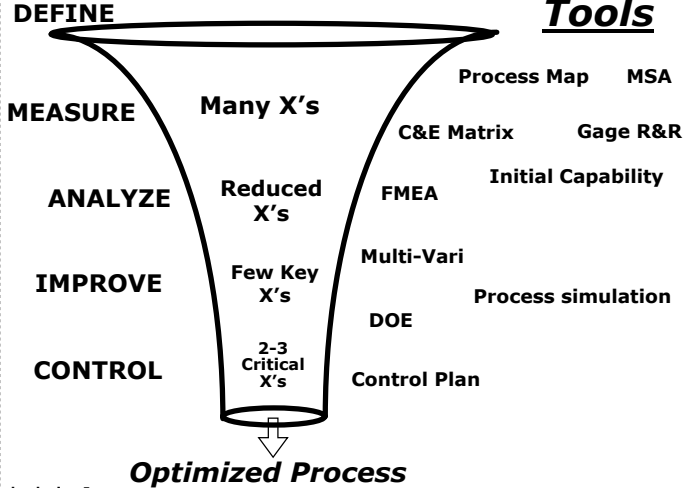 DEFINE
Tools
Process Map MSA
MEASURE
Many X’s
C&E Matrix Gage R&R
Initial Capability
ANALYZE
Reduced
X’s
FMEA
Multi-Vari
IMPROVE
Few Key
X’s
Process simulation
DOE
CONTROL
2-3
Critical
X’s
Control Plan
Optimized Process